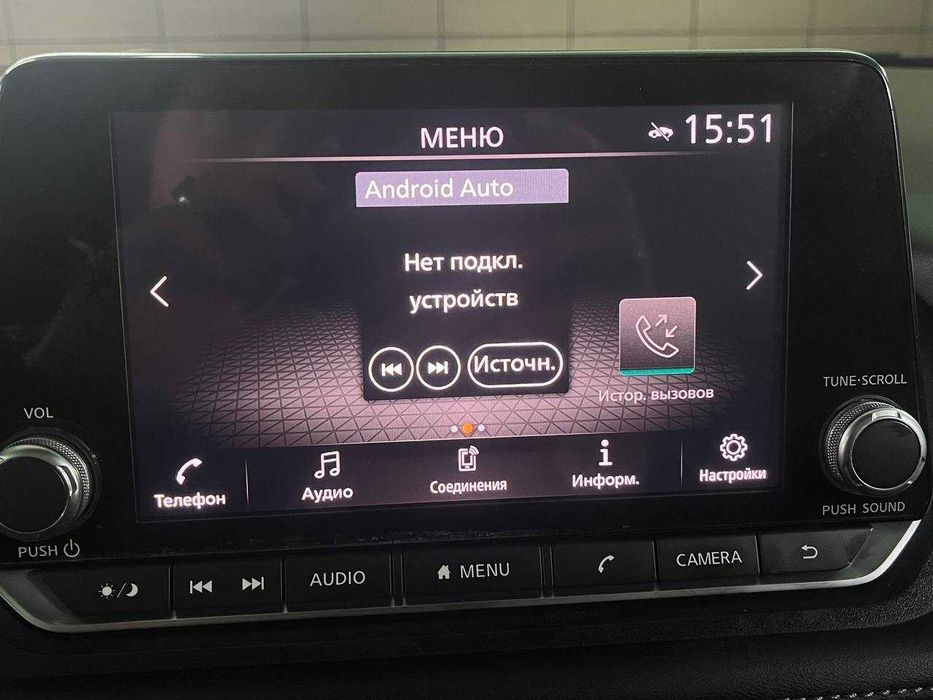 МЕНЮ
15:51
Android Auto
Нет подкл.
устройств
Источн.
Истор. вызовов
Телефон
Аудио
Соединения
Информ.
Настройки
VOL
PUSH
TUNE·SCROLL
PUSH SOUND
AUDIO
MENU
CAMERA